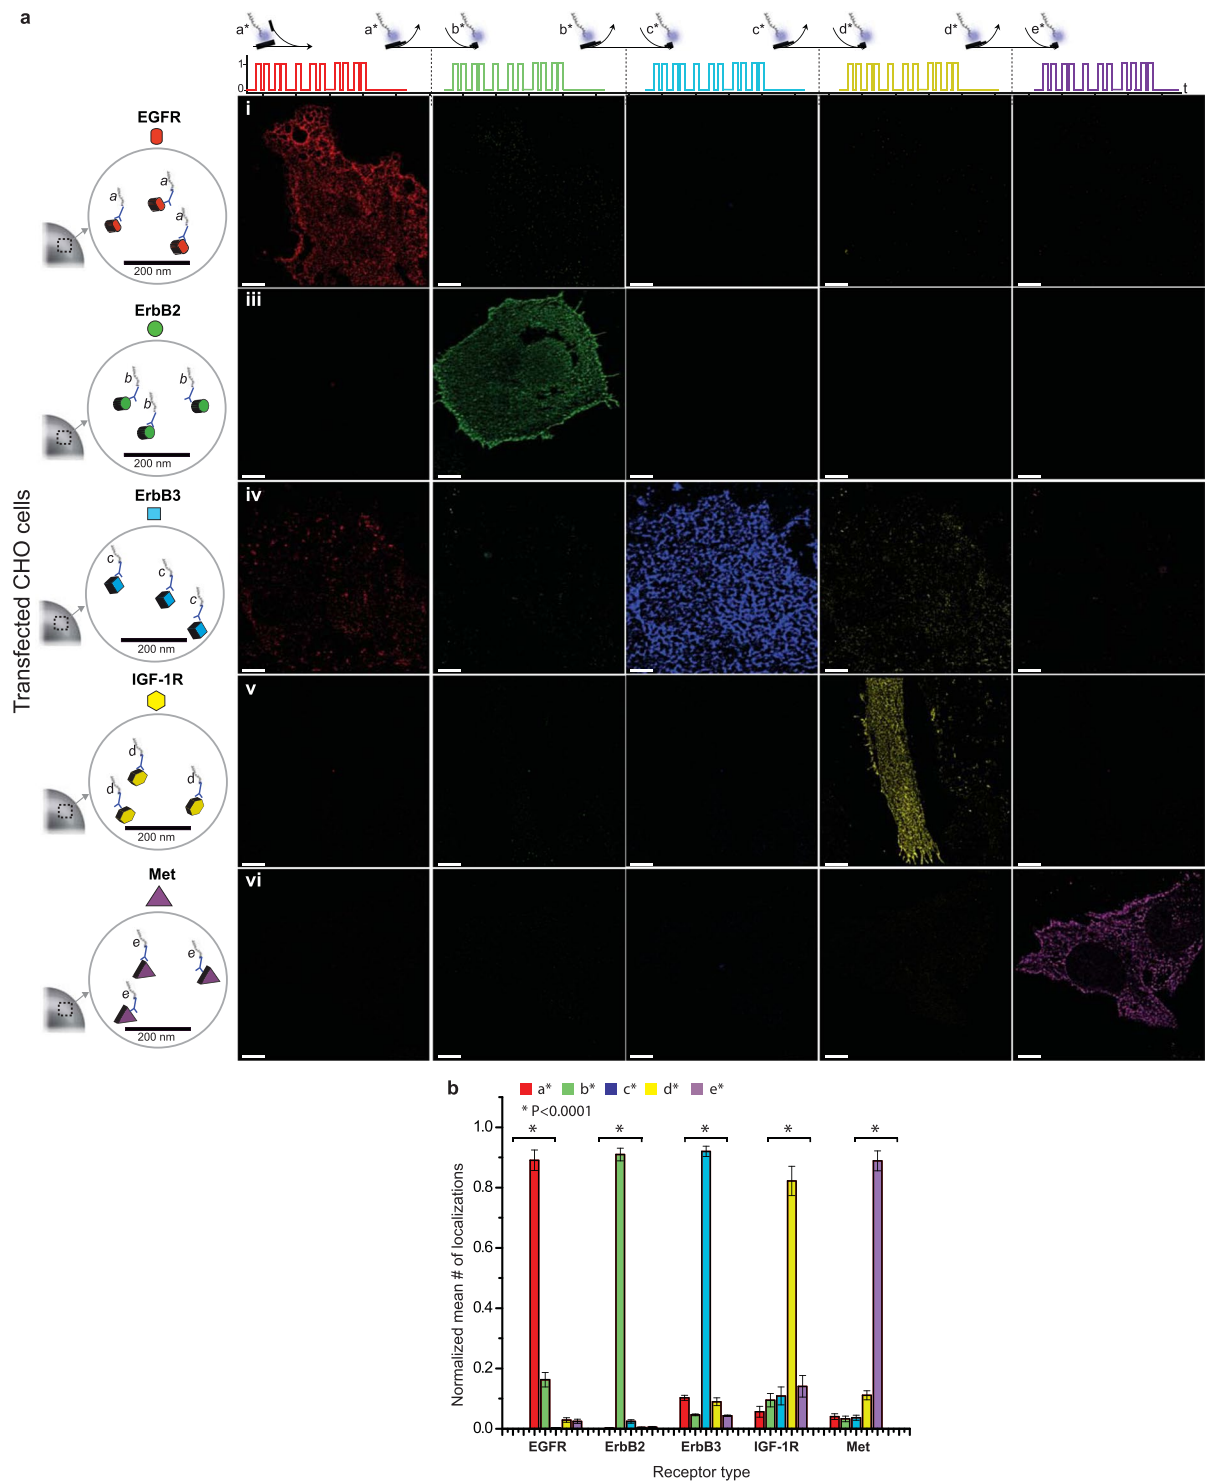 a
a* a* b* b* c* c* d* d* e*
1
0
t
Transfected CHO cells
EGFR
i
a
a
a
200 nm
ErbB2
iii
b
b
b
200 nm
ErbB3
iv
c
c
c
200 nm
IGF-1R
v
d
d
d
200 nm
Met
vi
e
e
e
200 nm
b
a* b* c* d* e*
* P<0.0001
* * * * *
Normalized mean # of localizations
1.0
0.8
0.6
0.4
0.2
0.0
EGFR ErbB2 ErbB3 IGF-1R Met
Receptor type